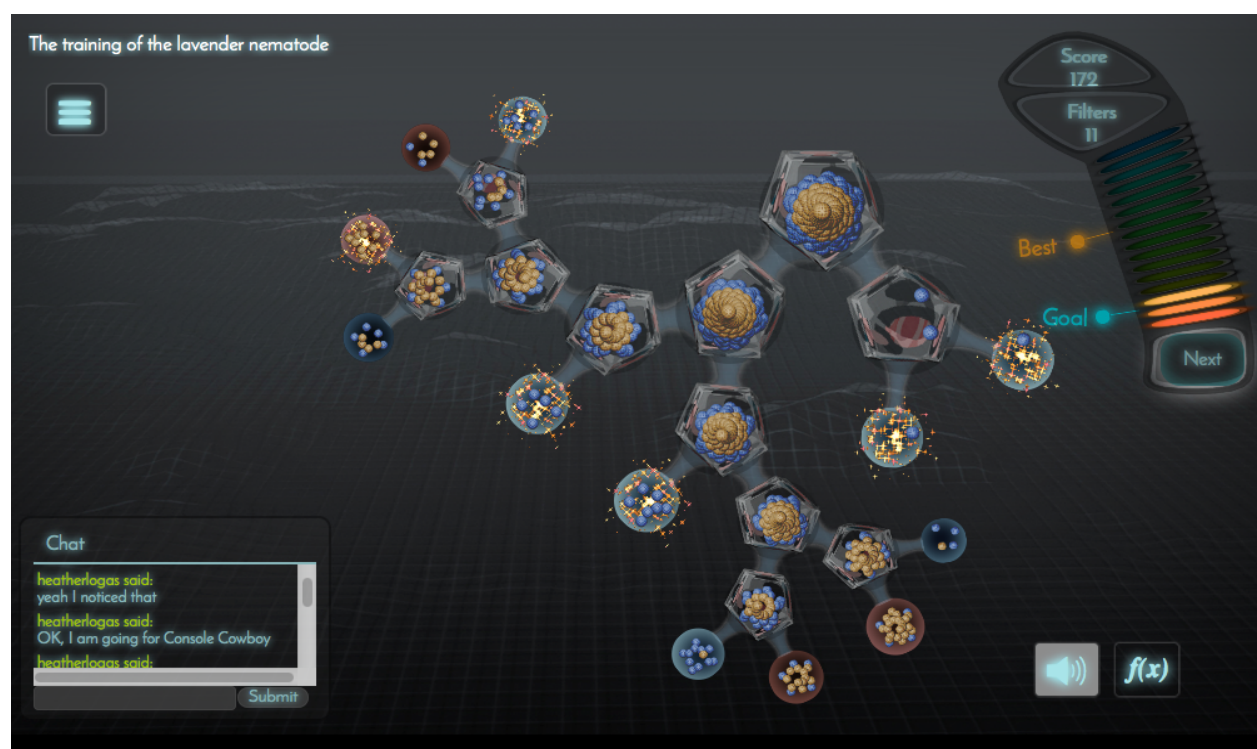 The training of the lavender nematode
Score
172
Filters
11
Best
Goal
Next
Chat
heatherlogas said:
yeah I noticed that
heatherlogas said:
OK, I am going for Console Cowboy
heatherlogas said:
Submit
f(x)